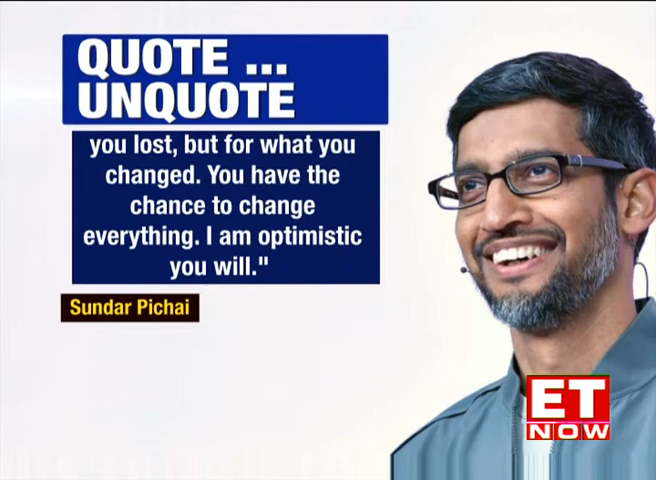 QUOTE ...
UNQUOTE
you lost, but for what you
changed. You have the
chance to change
everything. I am optimistic
you will."
Sundar Pichai
ET
NOW